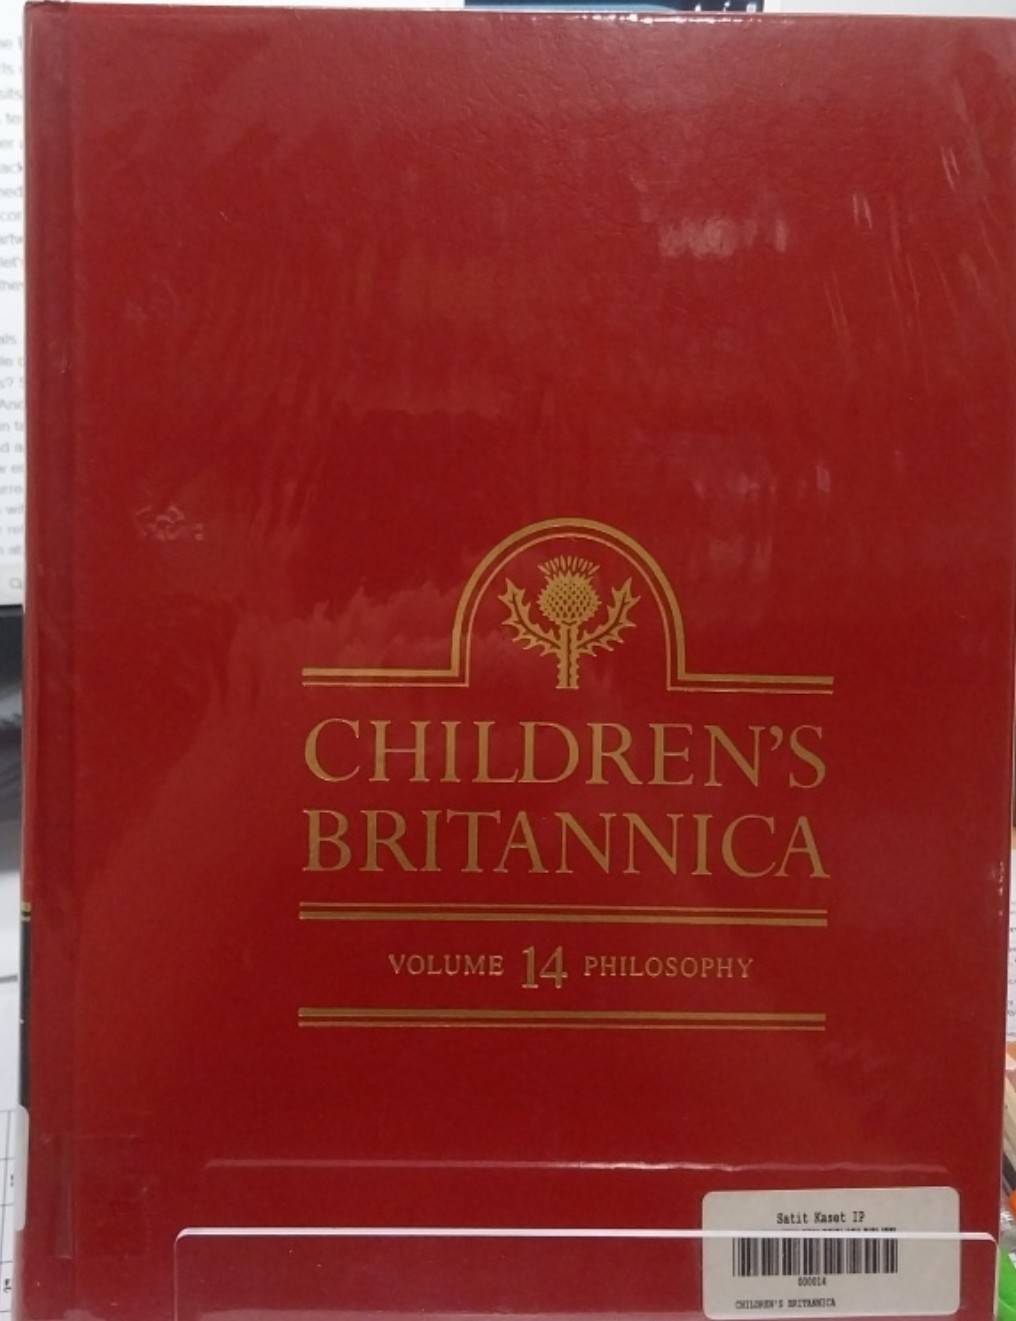 CHILDREN'S
BRITANNICA
VOLUME 14 PHILOSOPHY
Satit Kaset IP
000014
CHILDREN'S BRITANNICA